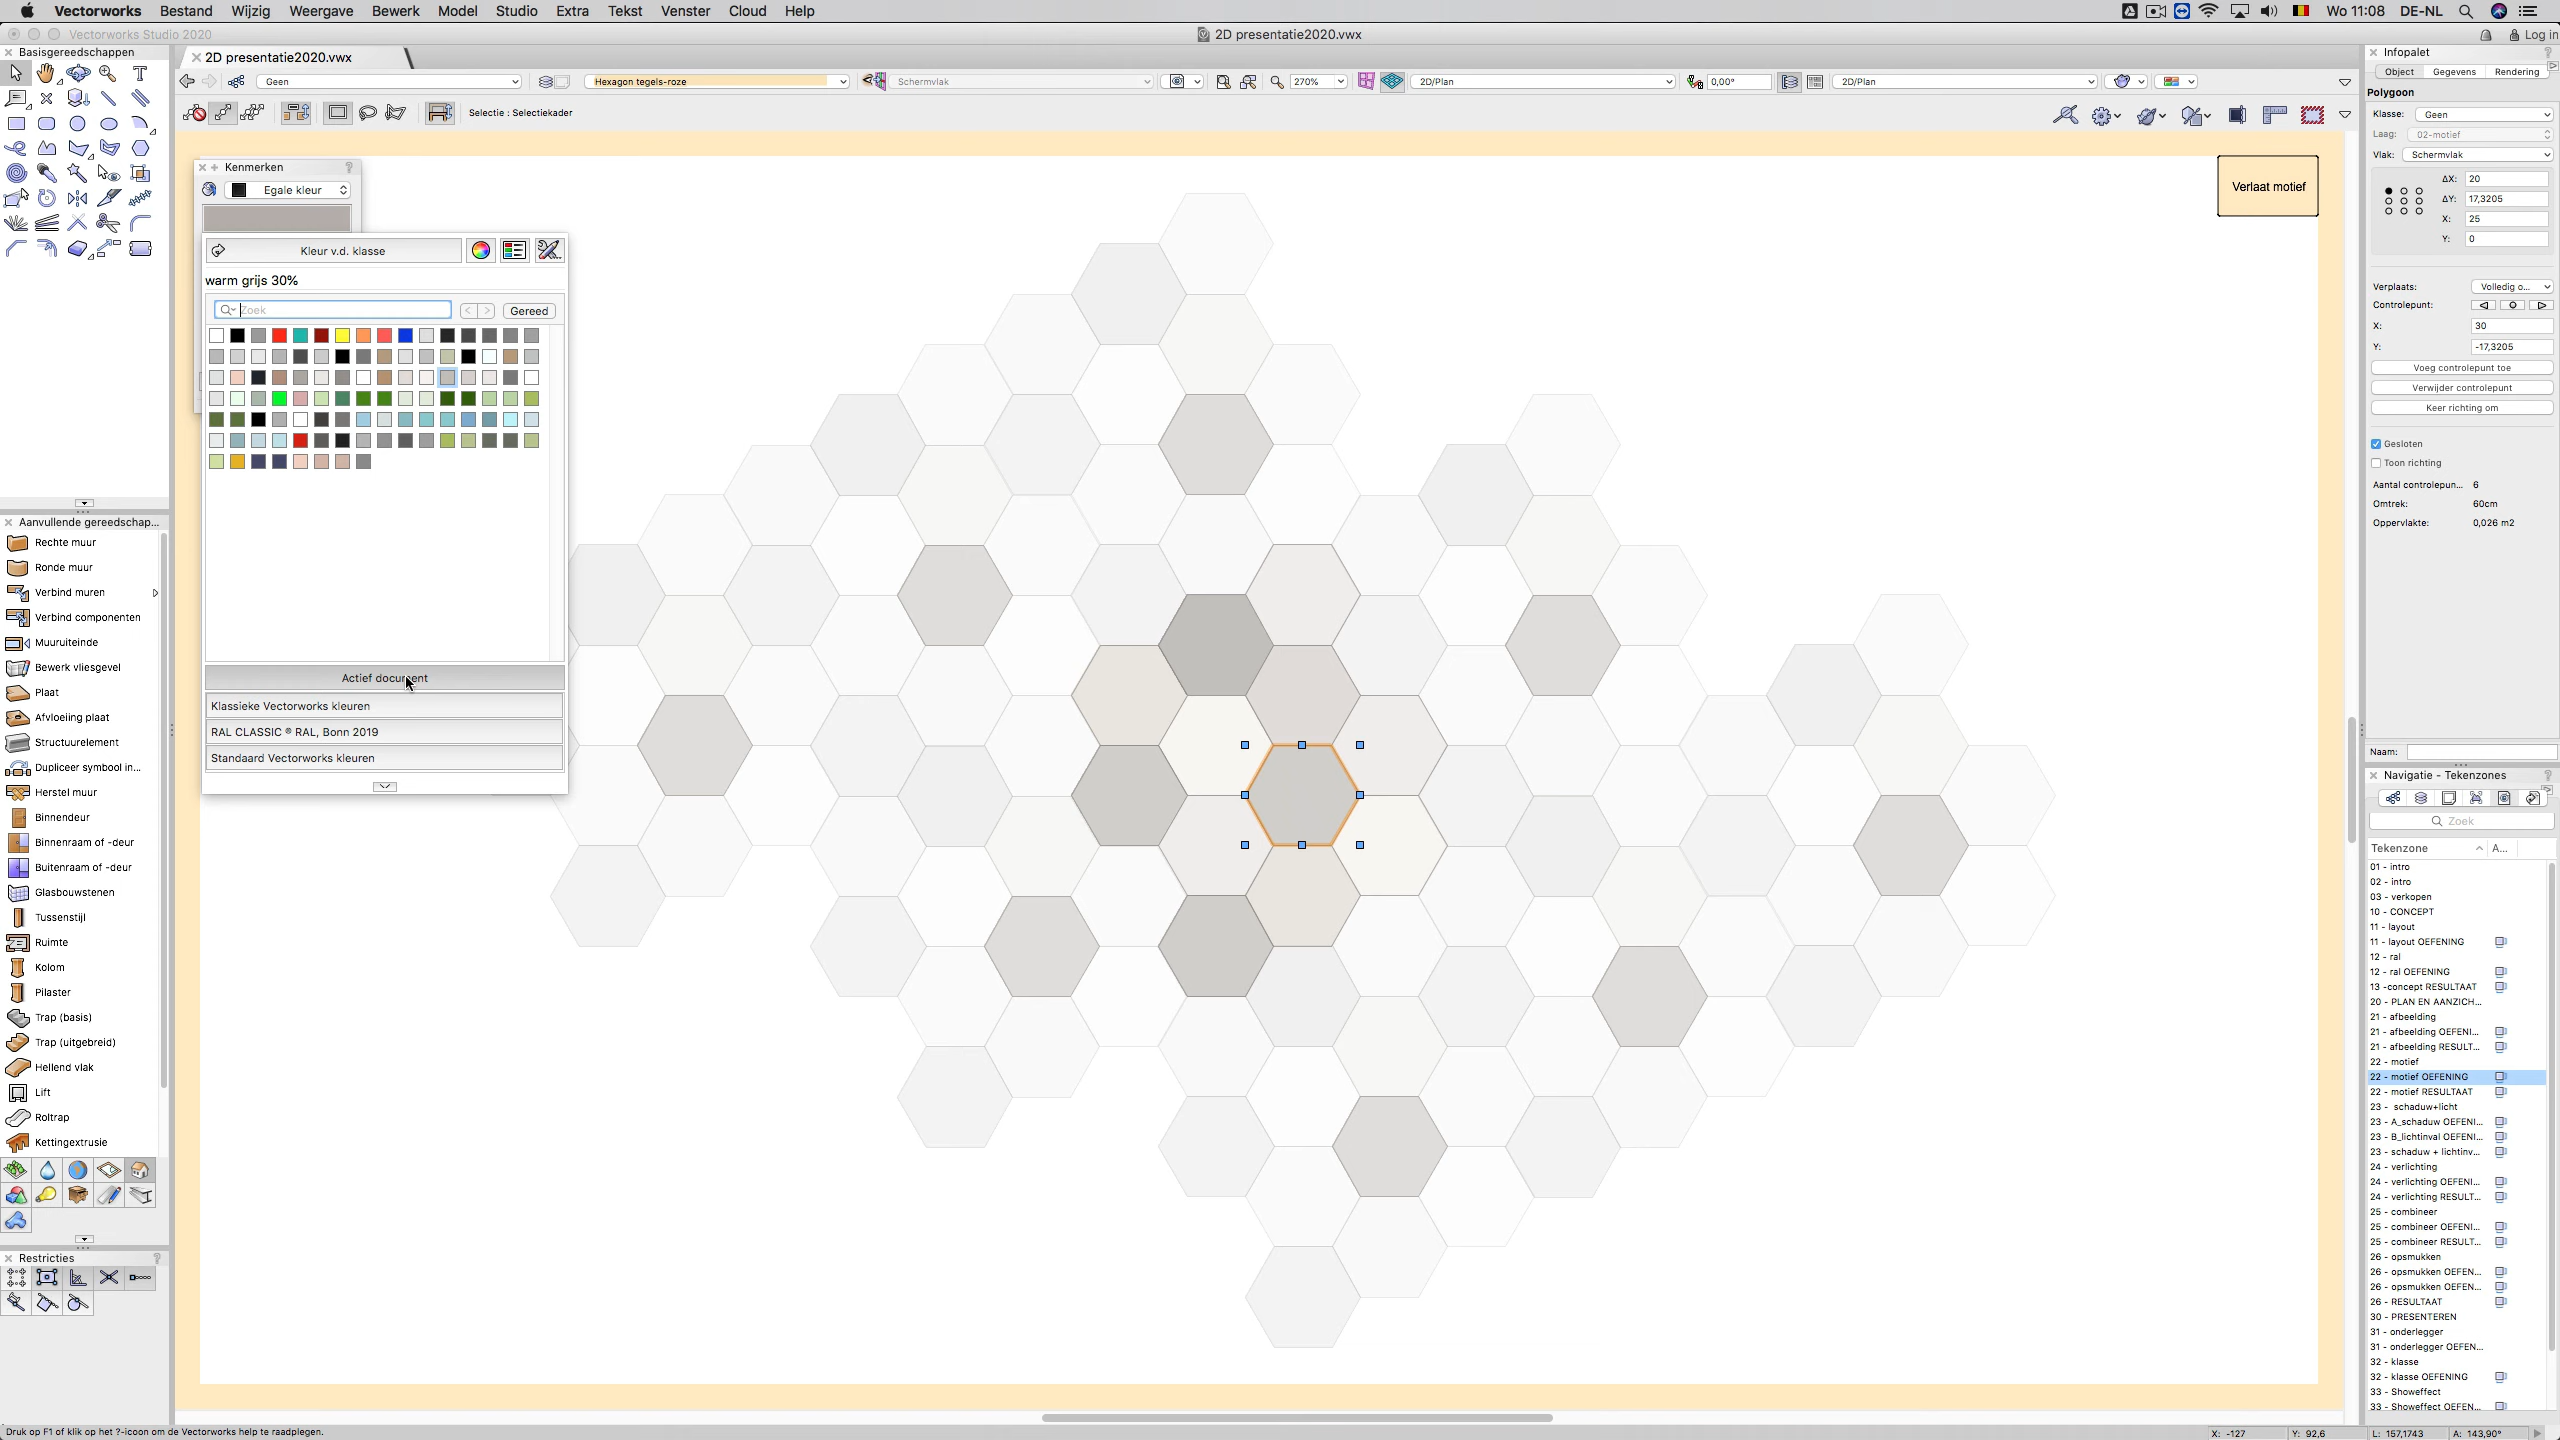 Vectorworks Bestand Wijzig Weergave Bewerk Model Studio Extra Tekst Venster Cloud Help
Wo 11:08 DE-NL
Vectorworks Studio 2020
2D presentatie2020.vwx
Log in
Basisgereedschappen
2D presentatie2020.vwx
Infopalet
Geen
Hexagon tegels-roze
Schermvlak
270%
2D/Plan
0,00°
2D/Plan
Object Gegevens Rendering
Polygoon
Selectie : Selectiekader
Klasse: Geen
Laag: 02-motief
Vlak: Schermvlak
ΔX: 20
ΔY: 17,3205
X: 25
Y: 0
Verplaats: Volledig o...
Controlepunt:
X: 30
Y: -17,3205
Voeg controlepunt toe
Verwijder controlepunt
Keer richting om
Gesloten
Toon richting
Aantal controlepun... 6
Omtrek: 60cm
Oppervlakte: 0,026 m2
Naam:
Verlaat motief
Kenmerken
Egale kleur
Kleur v.d. klasse
warm grijs 30%
Zoek
Gereed
Actief document
Klassieke Vectorworks kleuren
RAL CLASSIC ® RAL, Bonn 2019
Standaard Vectorworks kleuren
Aanvullende gereedschap...
Rechte muur
Ronde muur
Verbind muren
Verbind componenten
Muuruiteinde
Bewerk vliesgevel
Plaat
Afvloeiing plaat
Structuurelement
Dupliceer symbool in...
Herstel muur
Binnendeur
Binnenraam of -deur
Buitenraam of -deur
Glasbouwstenen
Tussenstijl
Ruimte
Kolom
Pilaster
Trap (basis)
Trap (uitgebreid)
Hellend vlak
Lift
Roltrap
Kettingextrusie
Restricties
Navigatie - Tekenzones
Zoek
Tekenzone A...
01 - intro
02 - intro
03 - verkopen
10 - CONCEPT
11 - layout
11 - layout OEFENING
12 - ral
12 - ral OEFENING
13 -concept RESULTAAT
20 - PLAN EN AANZICH...
21 - afbeelding
21 - afbeelding OEFENI...
21 - afbeelding RESULT...
22 - motief
22 - motief OEFENING
22 - motief RESULTAAT
23 -  schaduw+licht
23 - A_schaduw OEFENI...
23 - B_lichtinval OEFENI...
23 - schaduw + lichtinv...
24 - verlichting
24 - verlichting OEFENI...
24 - verlichting RESULT...
25 - combineer
25 - combineer OEFENI...
25 - combineer RESULT...
26 - opsmukken
26 - opsmukken OEFEN...
26 - opsmukken OEFEN...
26 - RESULTAAT
30 - PRESENTEREN
31 - onderlegger
31 - onderlegger OEFEN...
32 - klasse
32 - klasse OEFENING
33 - Showeffect
33 - Showeffect OEFEN...
Druk op F1 of klik op het ?-icoon om de Vectorworks help te raadplegen.
X: -127 Y: 92,6 L: 157,1743 A: 143,90°